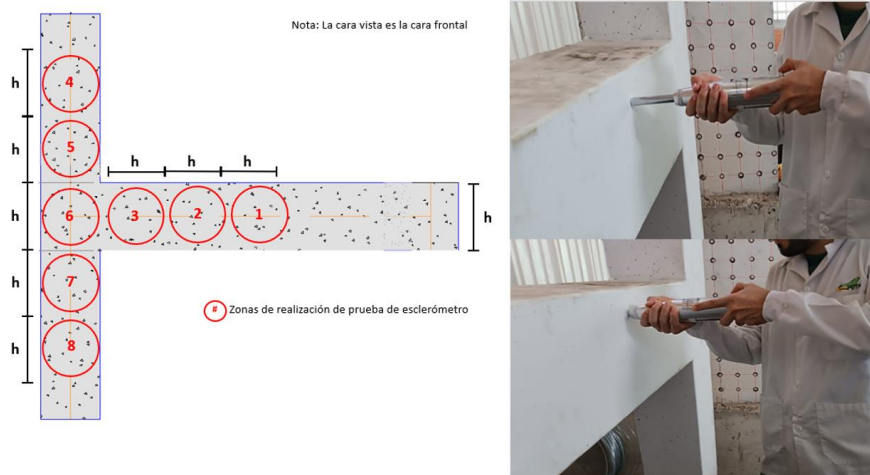 Nota: La cara vista es la cara frontal
h
4
h
5
h
h
h
h
6
3
2
1
h
h
7
# Zonas de realización de prueba de esclerómetro
h
8